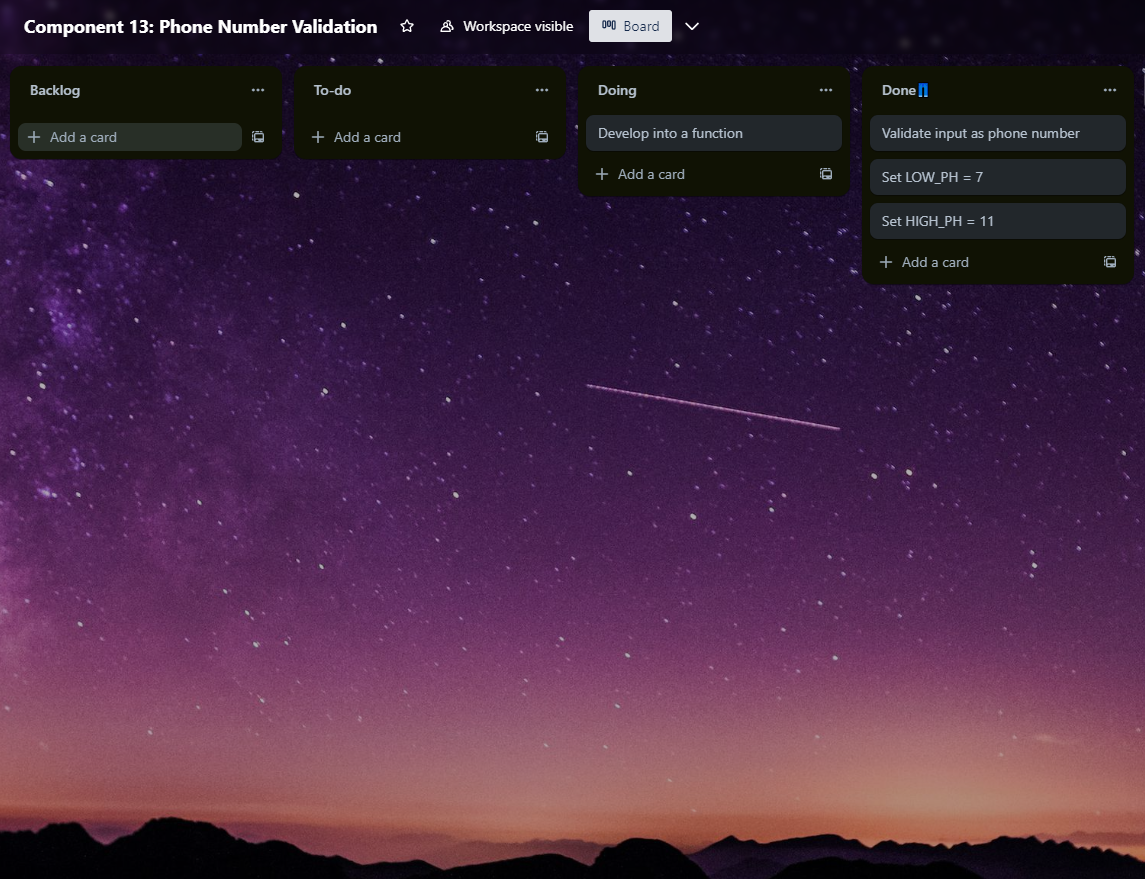 Component 13: Phone Number Validation
Workspace visible
Board
Backlog
Add a card
To-do
Add a card
Doing
Develop into a function
Add a card
Done
Validate input as phone number
Set LOW_PH = 7
Set HIGH_PH = 11
Add a card